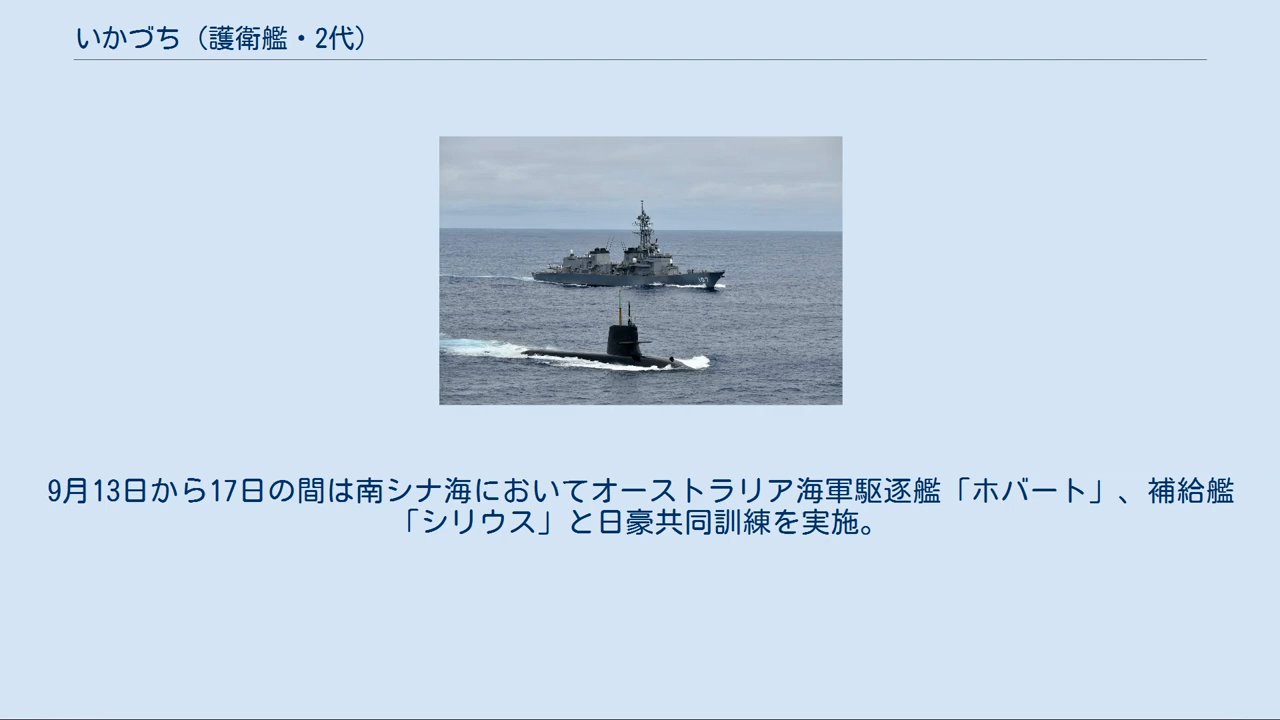 いかづち（護衛艦・2代）
107
9月13日から17日の間は南シナ海においてオーストラリア海軍駆逐艦「ホバート」、補給艦
「シリウス」と日豪共同訓練を実施。